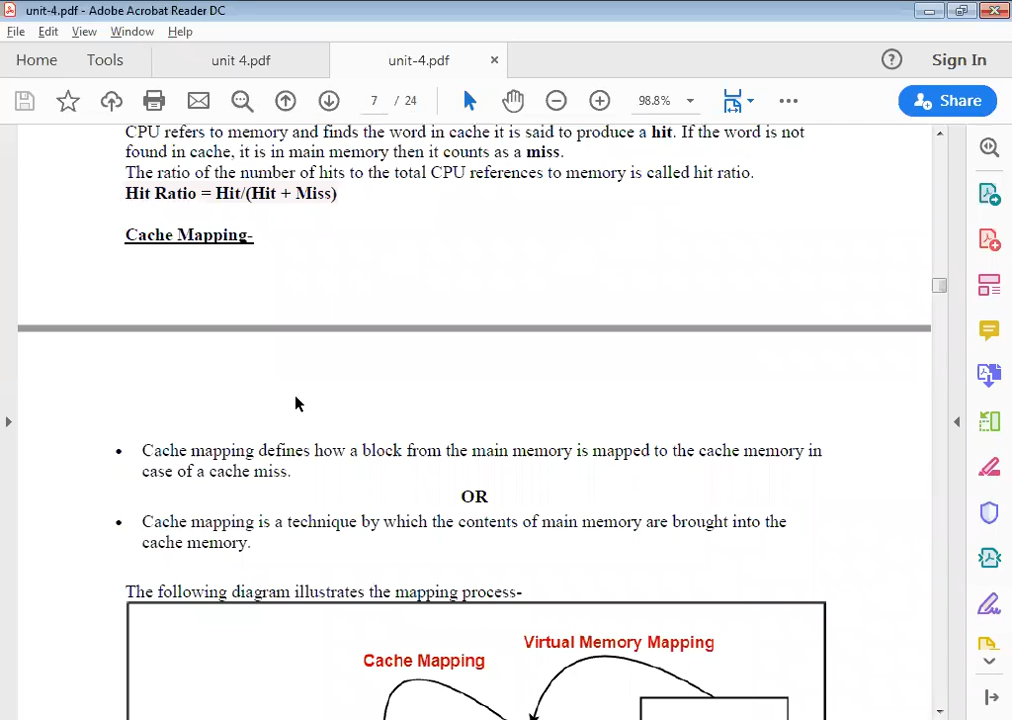 unit-4.pdf - Adobe Acrobat Reader DC
File Edit View Window Help
Home Tools unit 4.pdf unit-4.pdf × ? Sign In
7 / 24 98.8% Share
CPU refers to memory and finds the word in cache it is said to produce a hit. If the word is not
found in cache, it is in main memory then it counts as a miss.
The ratio of the number of hits to the total CPU references to memory is called hit ratio.
Hit Ratio = Hit/(Hit + Miss)
Cache Mapping-
• Cache mapping defines how a block from the main memory is mapped to the cache memory in
case of a cache miss.
OR
• Cache mapping is a technique by which the contents of main memory are brought into the
cache memory.
The following diagram illustrates the mapping process-
Virtual Memory Mapping
Cache Mapping